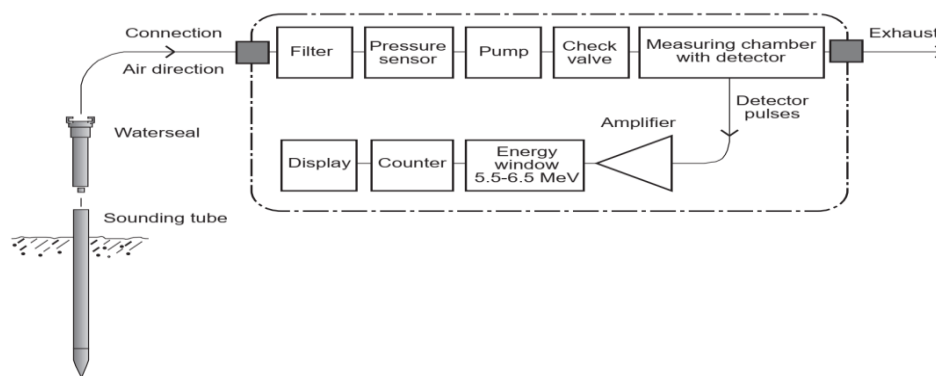 Connection
Air direction
Filter
Pressure
sensor
Pump
Check
valve
Measuring chamber
with detector
Exhaust
Detector
pulses
Amplifier
Energy
window
5.5-6.5 MeV
Counter
Display
Waterseal
Sounding tube